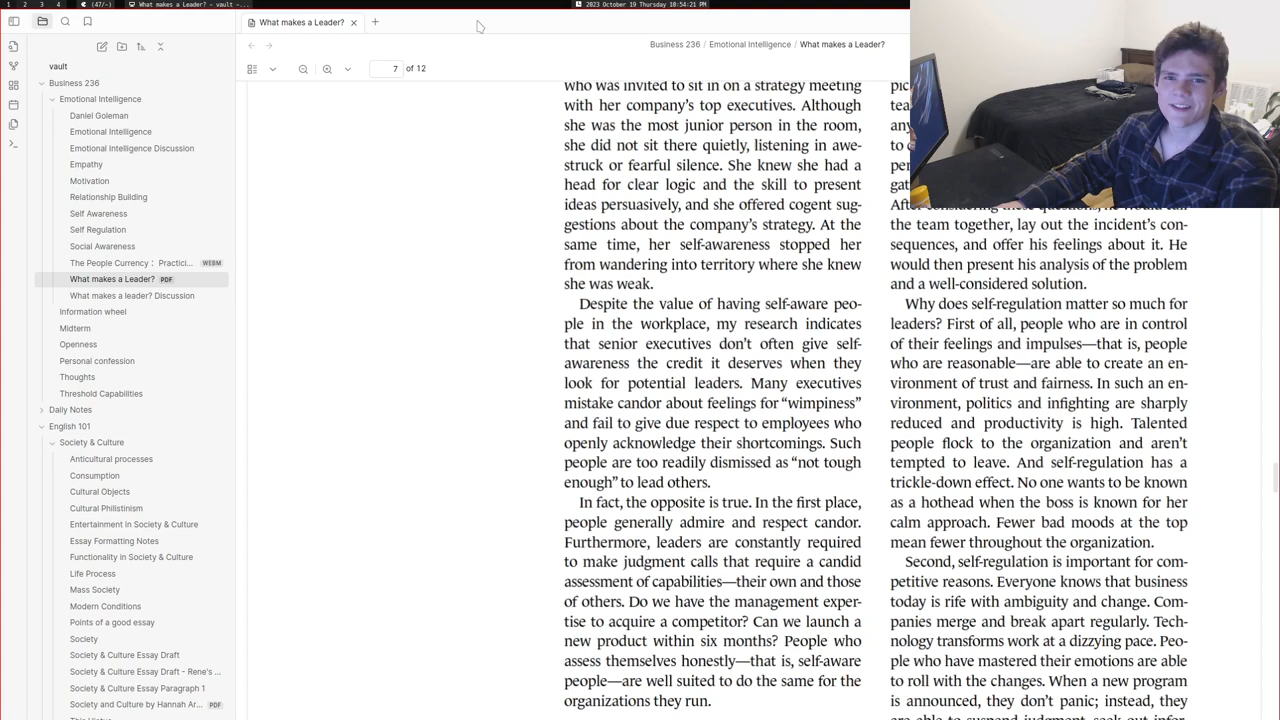 1 2 3 4 (47/-) What makes a Leader? - vault -...
2023 October 19 Thursday 10:54:21 PM
What makes a Leader?
Business 236 / Emotional Intelligence / What makes a Leader?
7 of 12
vault
Business 236
Emotional Intelligence
Daniel Goleman
Emotional Intelligence
Emotional Intelligence Discussion
Empathy
Motivation
Relationship Building
Self Awareness
Self Regulation
Social Awareness
The People Currency : Practici... WEBM
What makes a Leader? PDF
What makes a leader? Discussion
Information wheel
Midterm
Openness
Personal confession
Thoughts
Threshold Capabilities
Daily Notes
English 101
Society & Culture
Anticultural processes
Consumption
Cultural Objects
Cultural Philistinism
Entertainment in Society & Culture
Essay Formatting Notes
Functionality in Society & Culture
Life Process
Mass Society
Modern Conditions
Points of a good essay
Society
Society & Culture Essay Draft
Society & Culture Essay Draft - Rene's ...
Society & Culture Essay Paragraph 1
Society and Culture by Hannah Ar... PDF
who was invited to sit in on a strategy meeting
with her company's top executives. Although
she was the most junior person in the room,
she did not sit there quietly, listening in awe-
struck or fearful silence. She knew she had a
head for clear logic and the skill to present
ideas persuasively, and she offered cogent sug-
gestions about the company's strategy. At the
same time, her self-awareness stopped her
from wandering into territory where she knew
she was weak.
Despite the value of having self-aware peo-
ple in the workplace, my research indicates
that senior executives don't often give self-
awareness the credit it deserves when they
look for potential leaders. Many executives
mistake candor about feelings for “wimpiness”
and fail to give due respect to employees who
openly acknowledge their shortcomings. Such
people are too readily dismissed as “not tough
enough” to lead others.
In fact, the opposite is true. In the first place,
people generally admire and respect candor.
Furthermore, leaders are constantly required
to make judgment calls that require a candid
assessment of capabilities—their own and those
of others. Do we have the management exper-
tise to acquire a competitor? Can we launch a
new product within six months? People who
assess themselves honestly—that is, self-aware
people—are well suited to do the same for the
organizations they run.
the team together, lay out the incident's con-
sequences, and offer his feelings about it. He
would then present his analysis of the problem
and a well-considered solution.
Why does self-regulation matter so much for
leaders? First of all, people who are in control
of their feelings and impulses—that is, people
who are reasonable—are able to create an en-
vironment of trust and fairness. In such an en-
vironment, politics and infighting are sharply
reduced and productivity is high. Talented
people flock to the organization and aren't
tempted to leave. And self-regulation has a
trickle-down effect. No one wants to be known
as a hothead when the boss is known for her
calm approach. Fewer bad moods at the top
mean fewer throughout the organization.
Second, self-regulation is important for com-
petitive reasons. Everyone knows that business
today is rife with ambiguity and change. Com-
panies merge and break apart regularly. Tech-
nology transforms work at a dizzying pace. Peo-
ple who have mastered their emotions are able
to roll with the changes. When a new program
is announced, they don't panic; instead, they